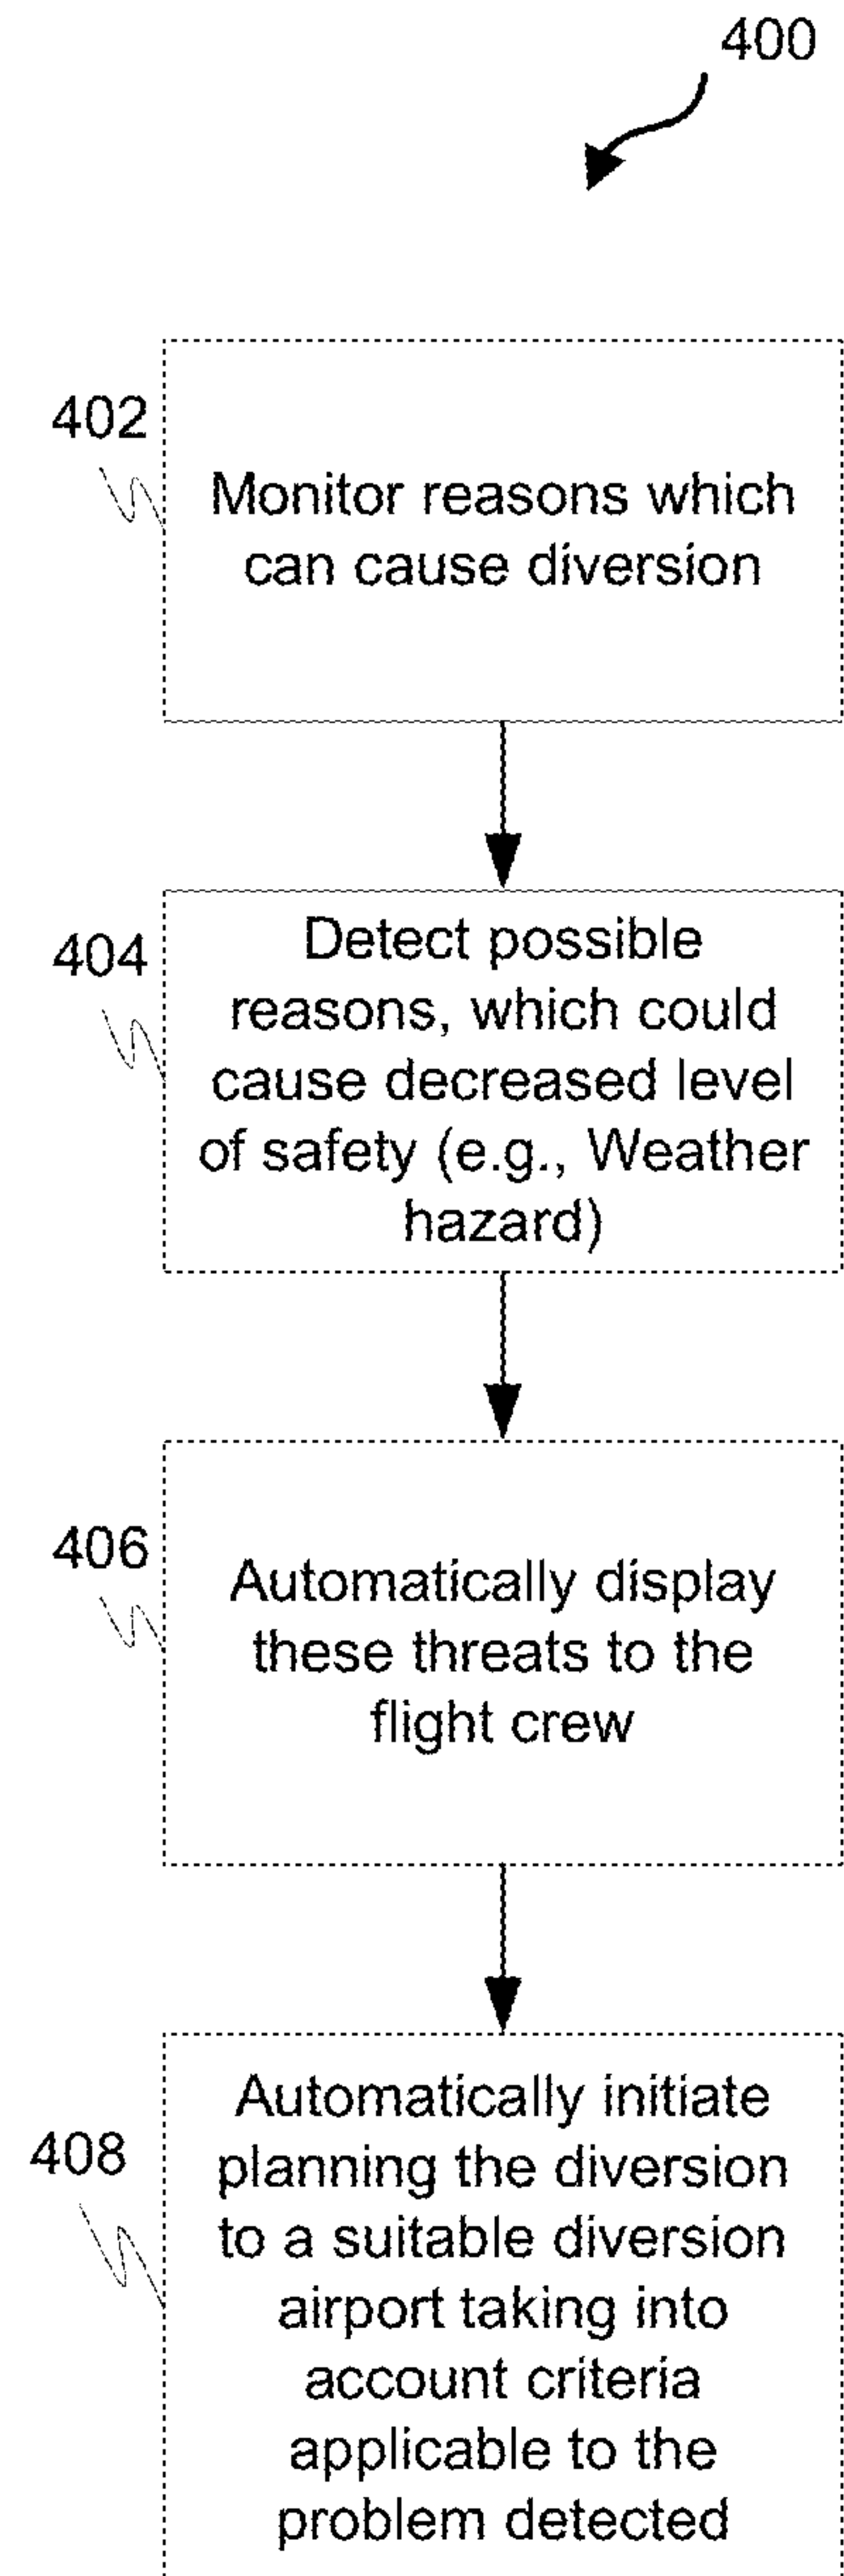 400
402
Monitor reasons which
can cause diversion
404
Detect possible
reasons, which could
cause decreased level
of safety (e.g., Weather
hazard)
406
Automatically display
these threats to the
flight crew
408
Automatically initiate
planning the diversion
to a suitable diversion
airport taking into
account criteria
applicable to the
problem detected